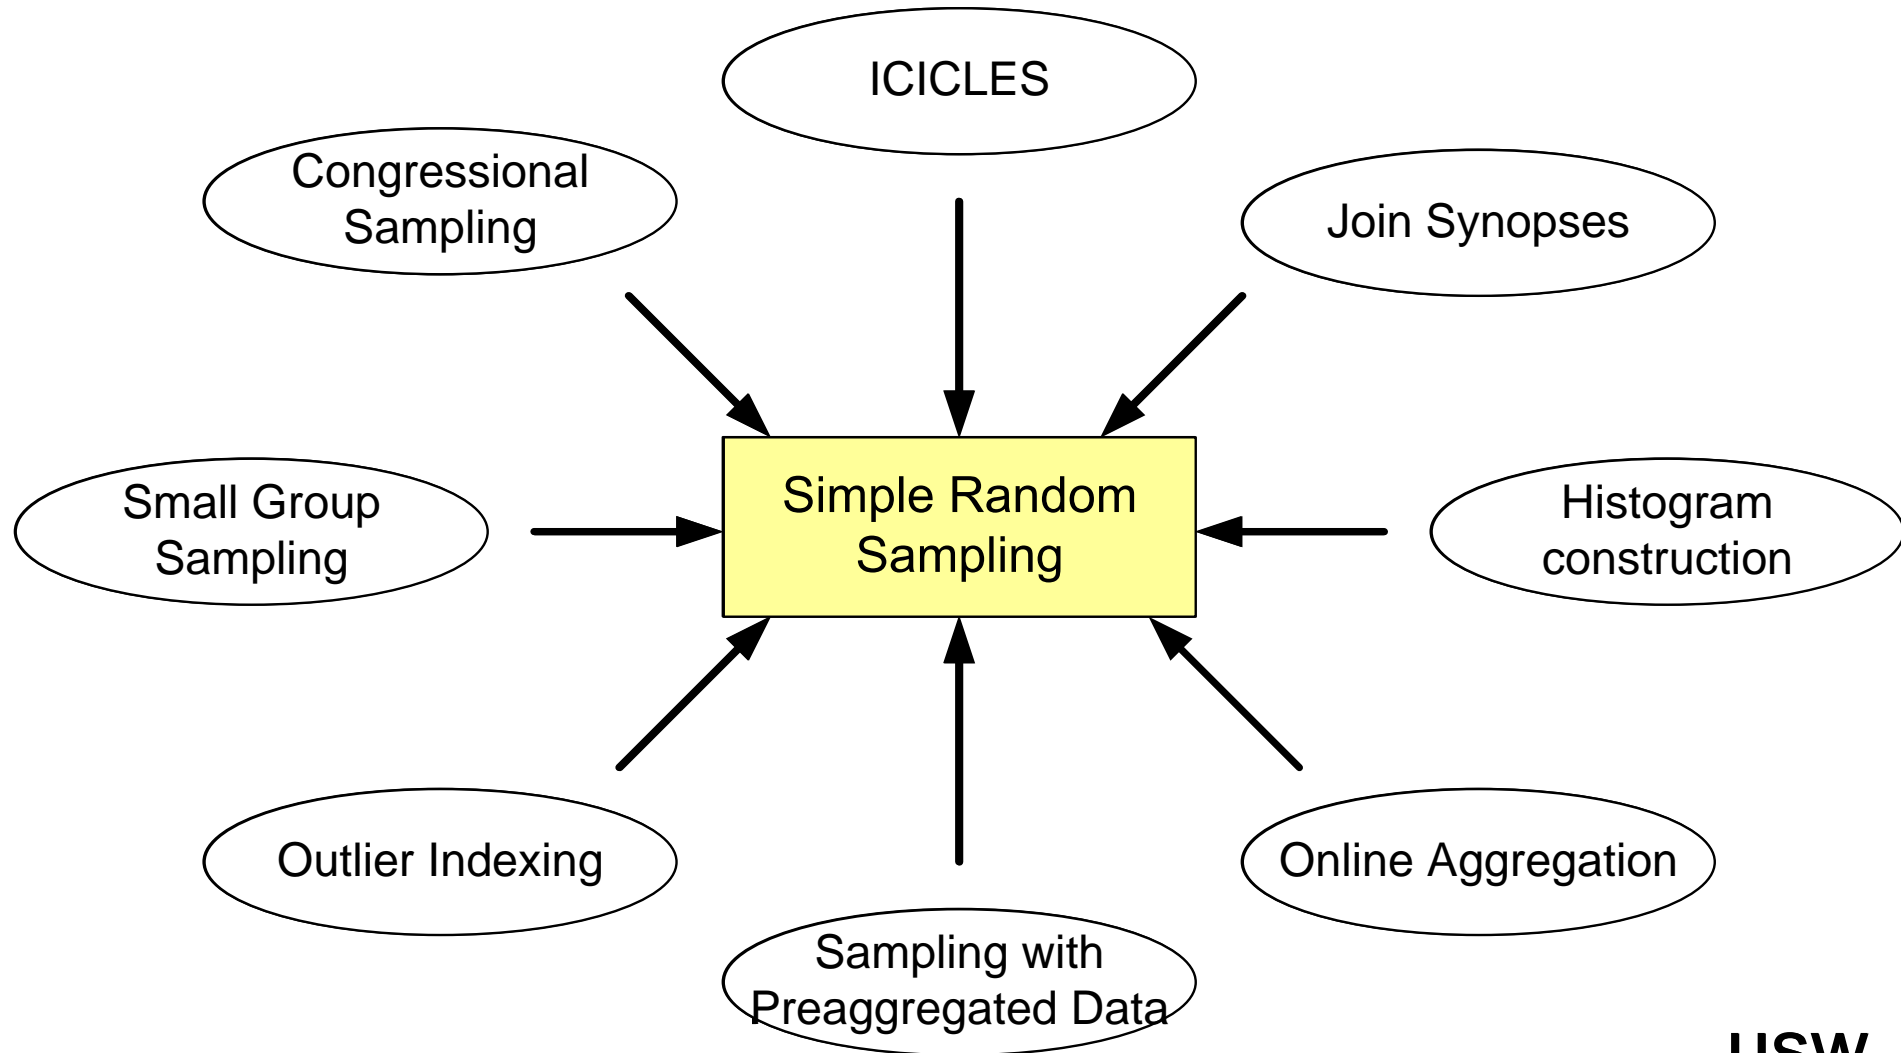 ICICLES
Congressional
Sampling
Join Synopses
Simple Random
Sampling
Small Group
Sampling
Histogram
construction
Outlier Indexing
Online Aggregation
Sampling with
Preaggregated Data
USW